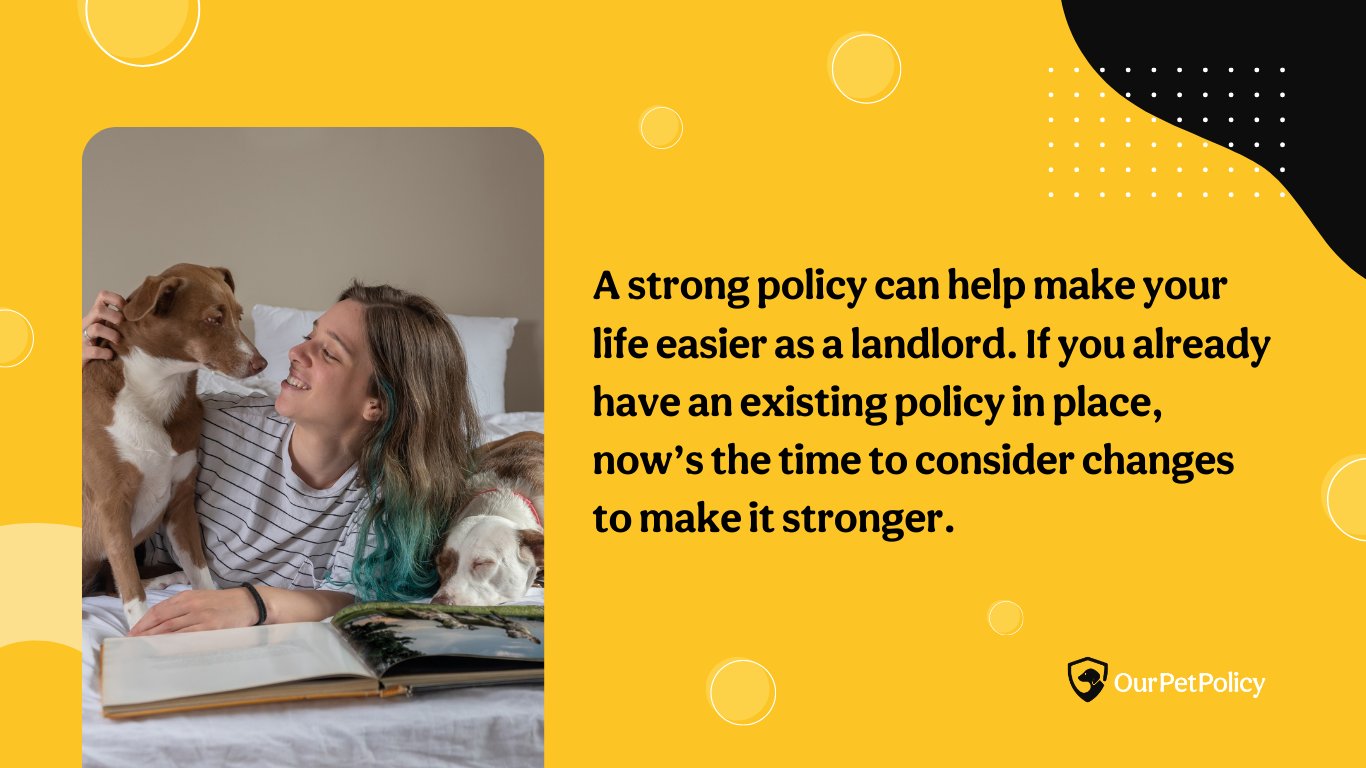 A strong policy can help make your
life easier as a landlord. If you already
have an existing policy in place,
now’s the time to consider changes
to make it stronger.
OurPetPolicy